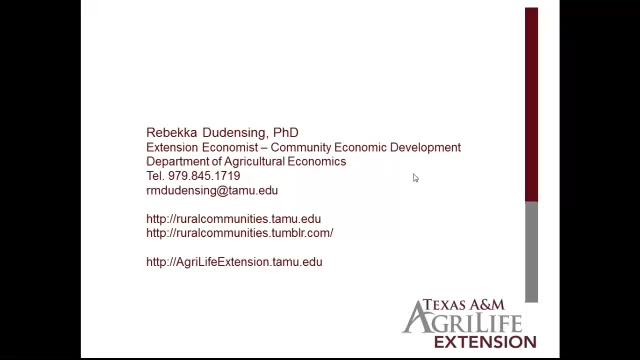 Rebekka Dudensing, PhD
Extension Economist – Community Economic Development
Department of Agricultural Economics
Tel. 979.845.1719
rmdudensing@tamu.edu
http://ruralcommunities.tamu.edu
http://ruralcommunities.tumblr.com/
http://AgriLifeExtension.tamu.edu
TEXAS A&M
AGRILIFE
EXTENSION